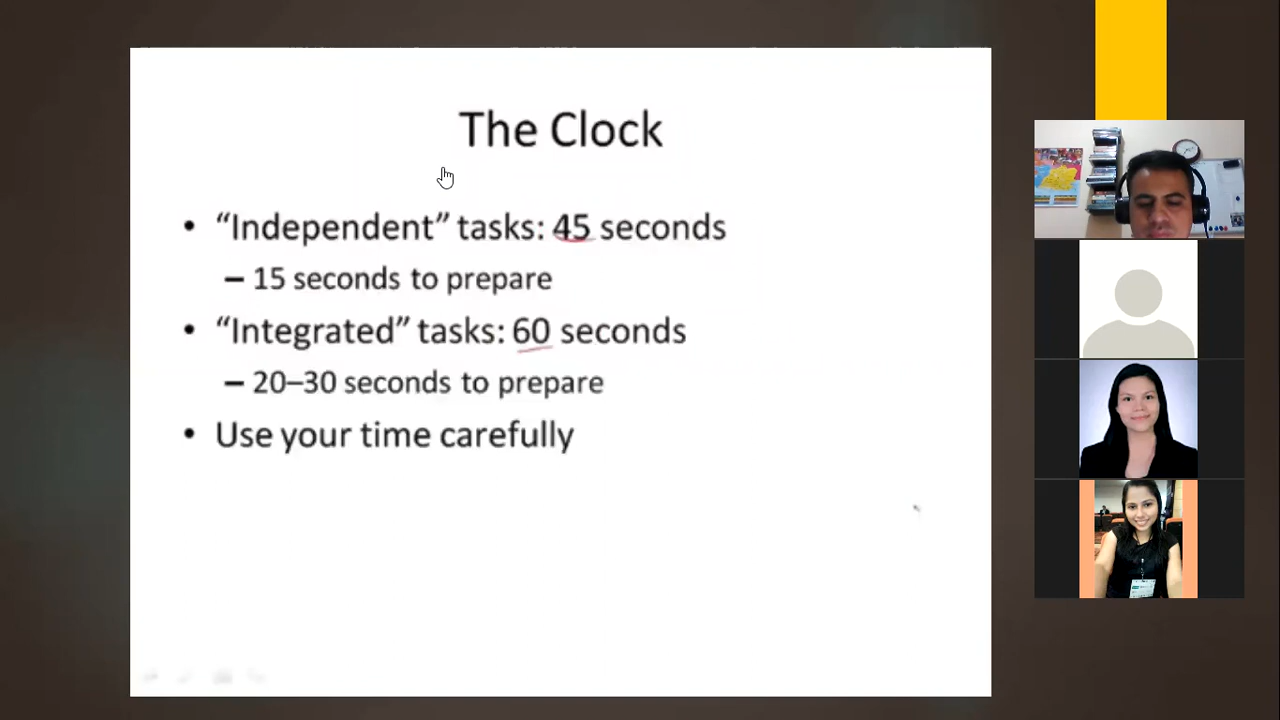 The Clock
• “Independent” tasks: 45 seconds
– 15 seconds to prepare
• “Integrated” tasks: 60 seconds
– 20–30 seconds to prepare
• Use your time carefully